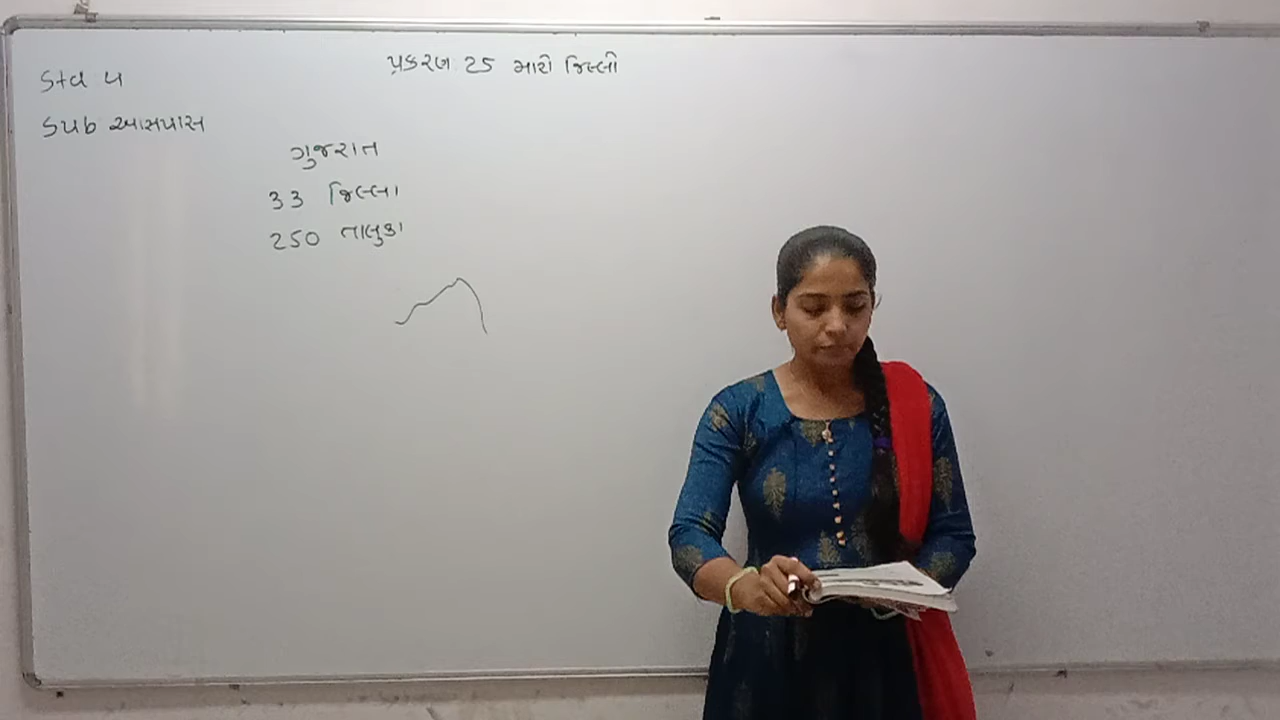 પ્રકરણ 25 મારો જિલ્લો
Std ૫
Sub આસપાસ
ગુજરાત
33 જિલ્લા
250 તાલુકા